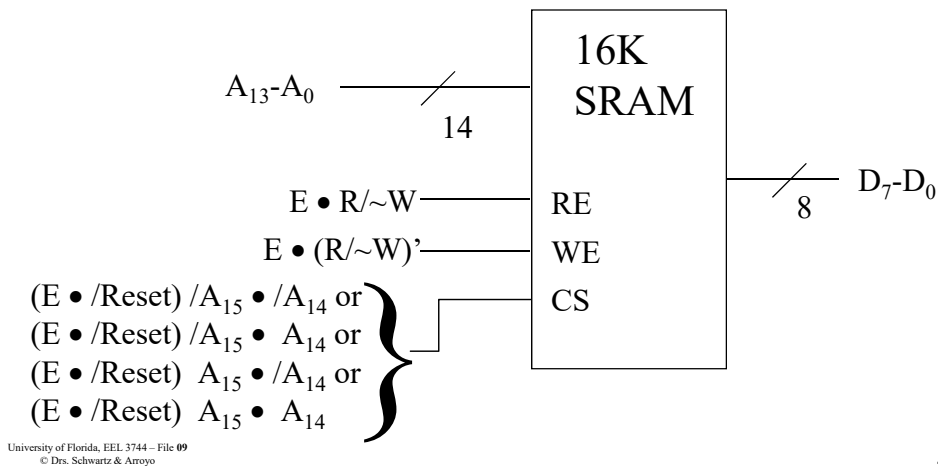 16K
SRAM
A₁₃-A₀
14
D₇-D₀
8
E • R/~W
RE
E • (R/~W)’
WE
CS
(E • /Reset) /A₁₅ • /A₁₄ or
(E • /Reset) /A₁₅ • A₁₄ or
(E • /Reset) A₁₅ • /A₁₄ or
(E • /Reset) A₁₅ • A₁₄
University of Florida, EEL 3744 – File 09
© Drs. Schwartz & Arroyo